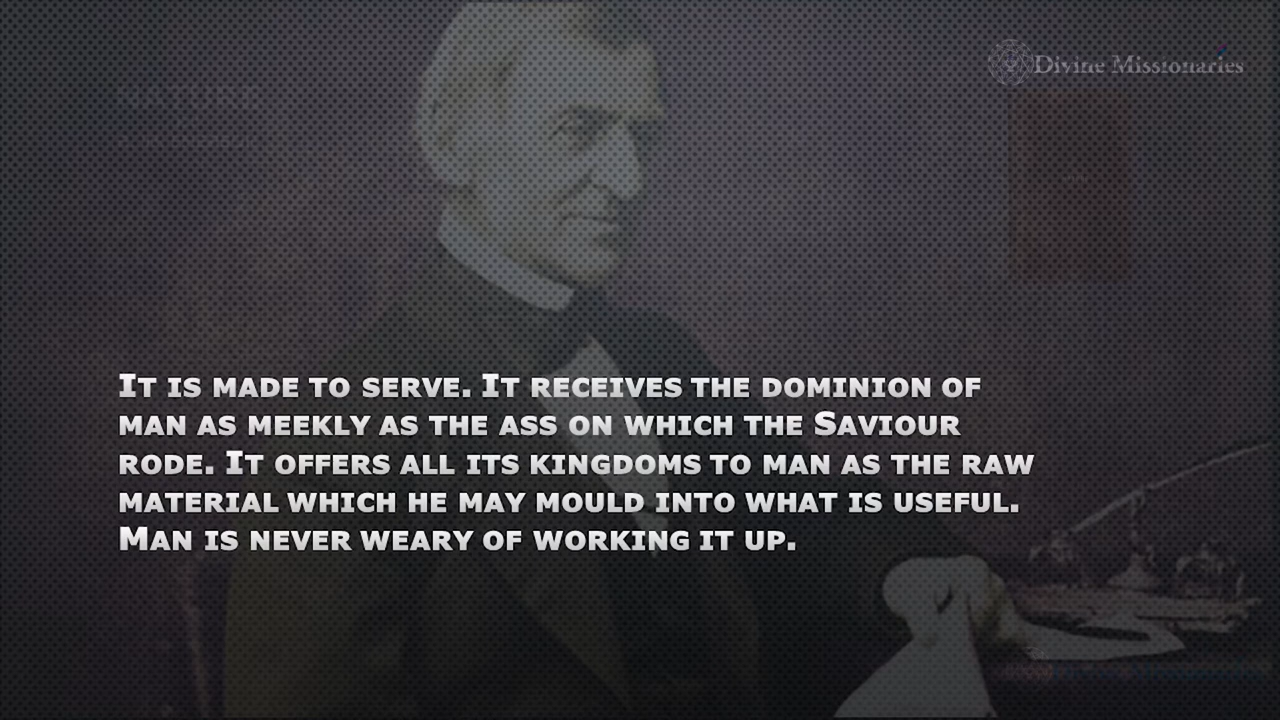 Divine Missionaries
NATURE
It is made to serve. It receives the dominion of
man as meekly as the ass on which the Saviour
rode. It offers all its kingdoms to man as the raw
material which he may mould into what is useful.
Man is never weary of working it up.